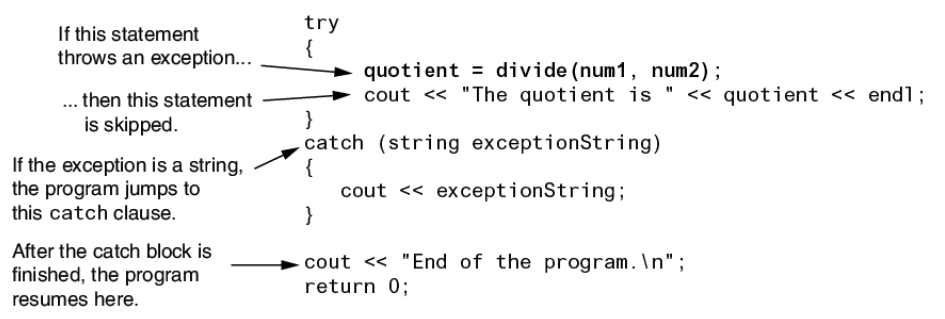 try
If this statement
throws an exception...
{
quotient = divide(num1, num2);
cout << "The quotient is " << quotient << endl;
... then this statement
is skipped.
}
catch (string exceptionString)
If the exception is a string,
the program jumps to
this catch clause.
{
cout << exceptionString;
}
After the catch block is
finished, the program
resumes here.
cout << "End of the program.\n";
return 0;